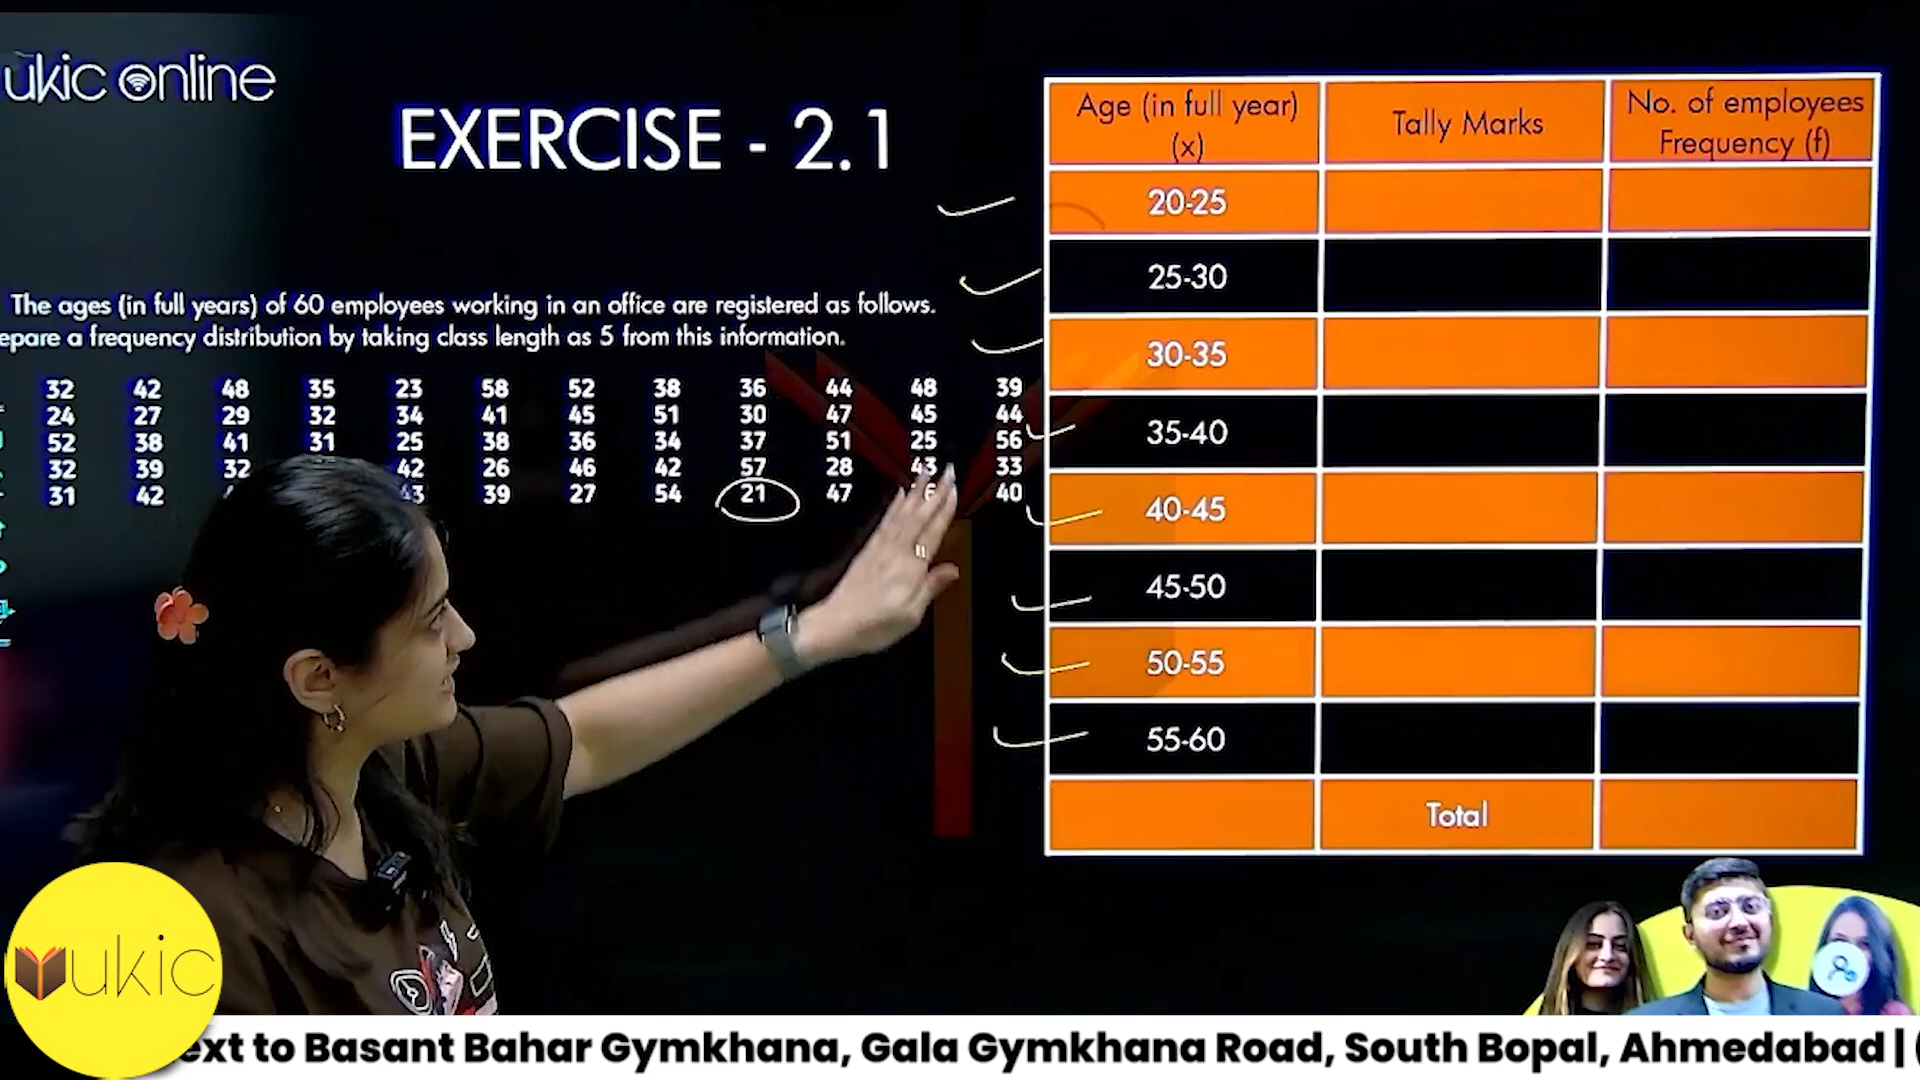 ukic online
EXERCISE - 2.1
The ages (in full years) of 60 employees working in an office are registered as follows.
epare a frequency distribution by taking class length as 5 from this information.
32 42 48 35 23 58 52 38 36 44 48 39
24 27 29 32 34 41 45 51 30 47 45 44
52 38 41 31 25 38 36 34 37 51 25 56
32 39 32 42 26 46 42 57 28 43 33
31 42 39 27 54 21 47 40
Age (in full year) (x) Tally Marks No. of employees Frequency (f)
20-25
25-30
30-35
35-40
40-45
45-50
50-55
55-60
Total
ukic
ext to Basant Bahar Gymkhana, Gala Gymkhana Road, South Bopal, Ahmedabad | (